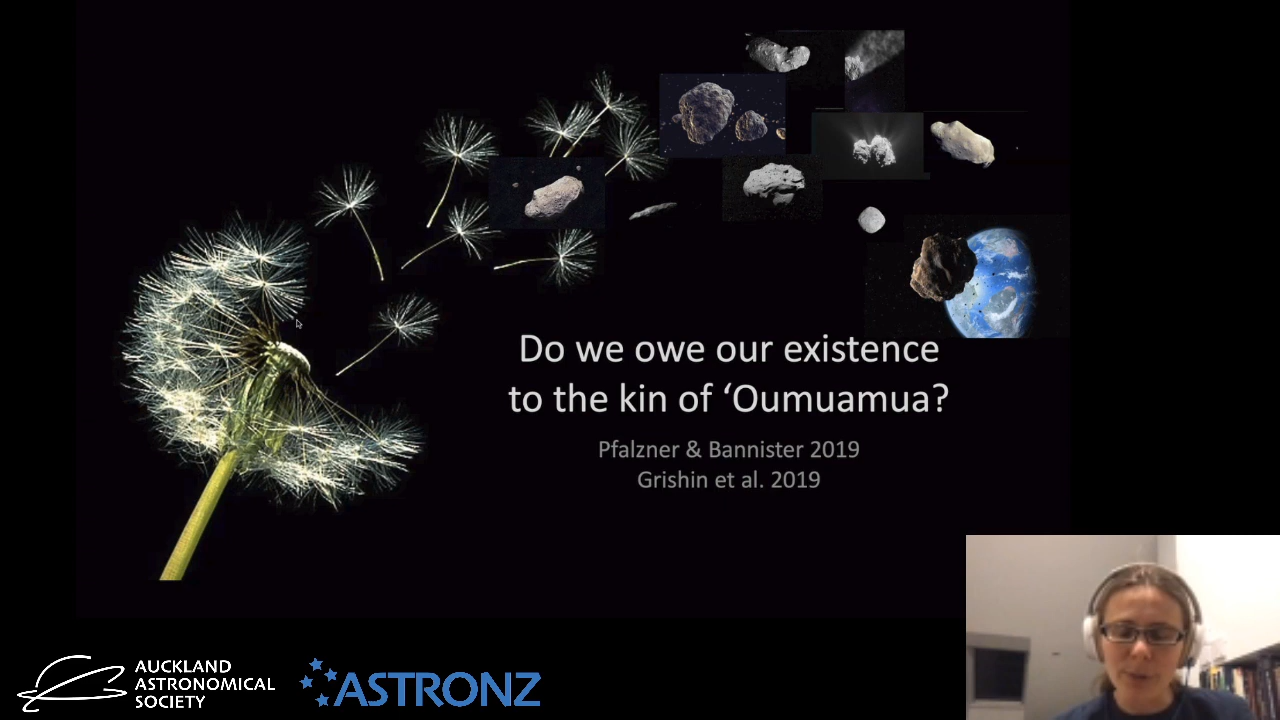 Do we owe our existence
to the kin of ‘Oumuamua?
Pfalzner & Bannister 2019
Grishin et al. 2019
AUCKLAND
ASTRONOMICAL
SOCIETY
ASTRONZ